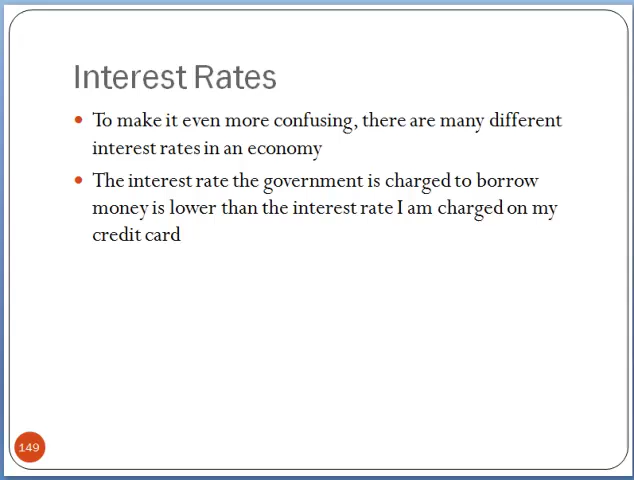 Interest Rates
To make it even more confusing, there are many different
interest rates in an economy
The interest rate the government is charged to borrow
money is lower than the interest rate I am charged on my
credit card
149